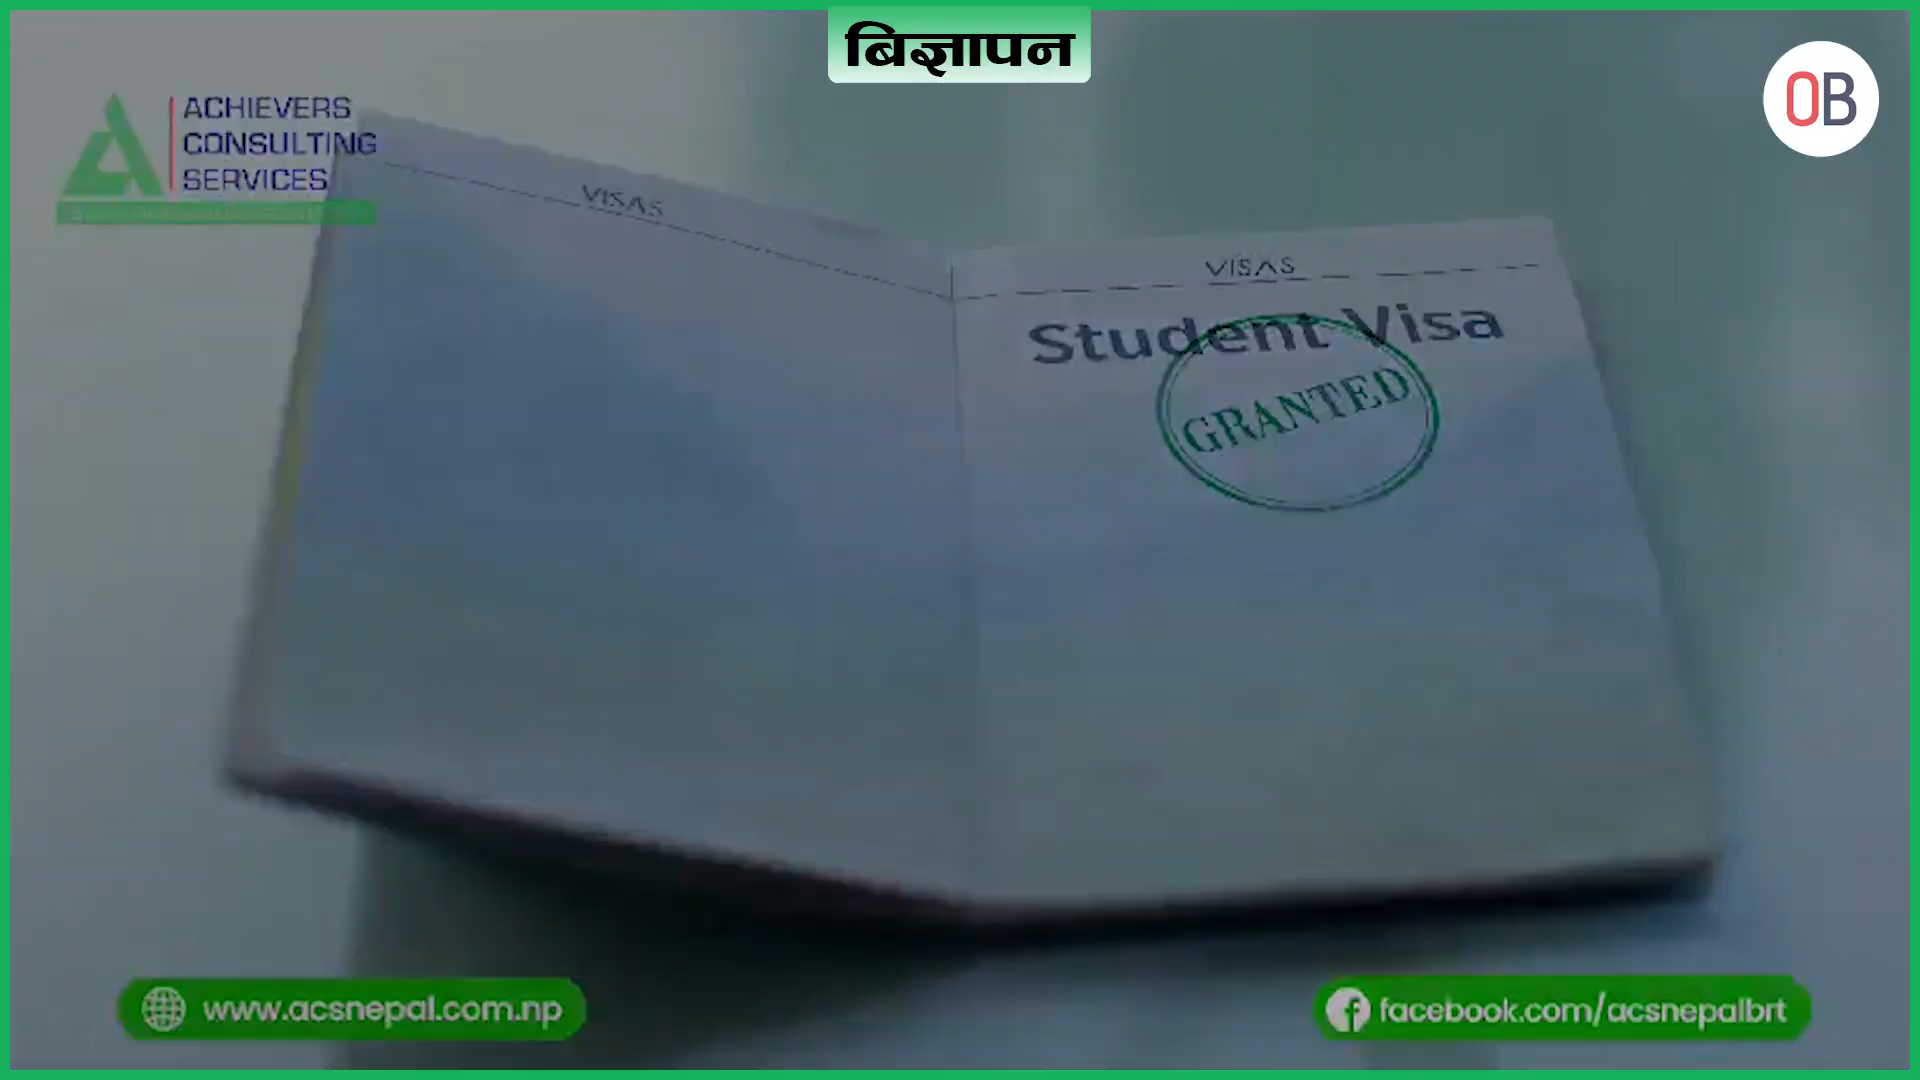 बिज्ञापन
OB
ACHIEVERS
CONSULTING
SERVICES
VISAS
VISAS
Student Visa
GRANTED
www.acsnepal.com.np
facebook.com/acsnepalbrt